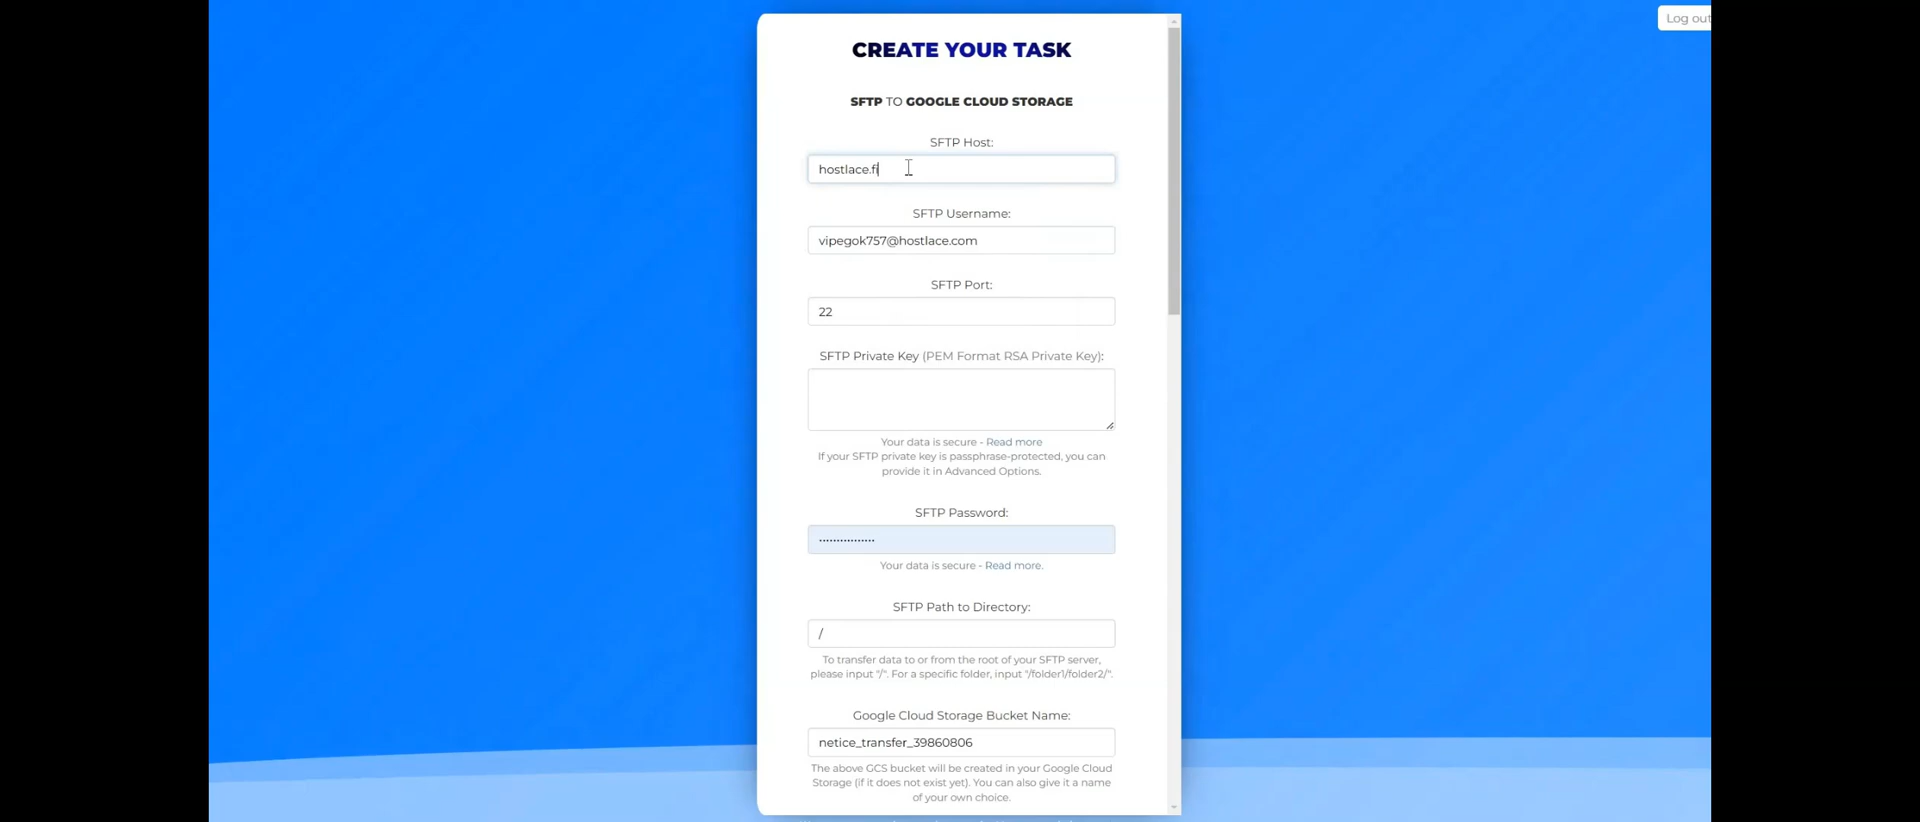 Log out
CREATE YOUR TASK
SFTP TO GOOGLE CLOUD STORAGE
SFTP Host:
hostlace.fi
SFTP Username:
vipegok757@hostlace.com
SFTP Port:
22
SFTP Private Key (PEM Format RSA Private Key):
Your data is secure - Read more
If your SFTP private key is passphrase-protected, you can
provide it in Advanced Options.
SFTP Password:
················
Your data is secure - Read more.
SFTP Path to Directory:
/
To transfer data to or from the root of your SFTP server,
please input "/". For a specific folder, input "/folder1/folder2/".
Google Cloud Storage Bucket Name:
netice_transfer_39860806
The above GCS bucket will be created in your Google Cloud
Storage (if it does not exist yet). You can also give it a name
of your own choice.